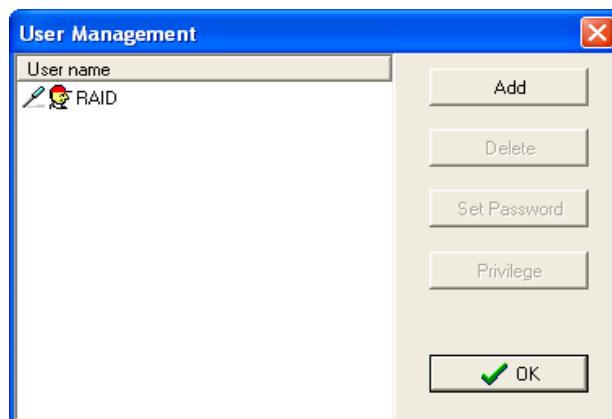 User Management
User name
RAID
Add
Delete
Set Password
Privilege
OK